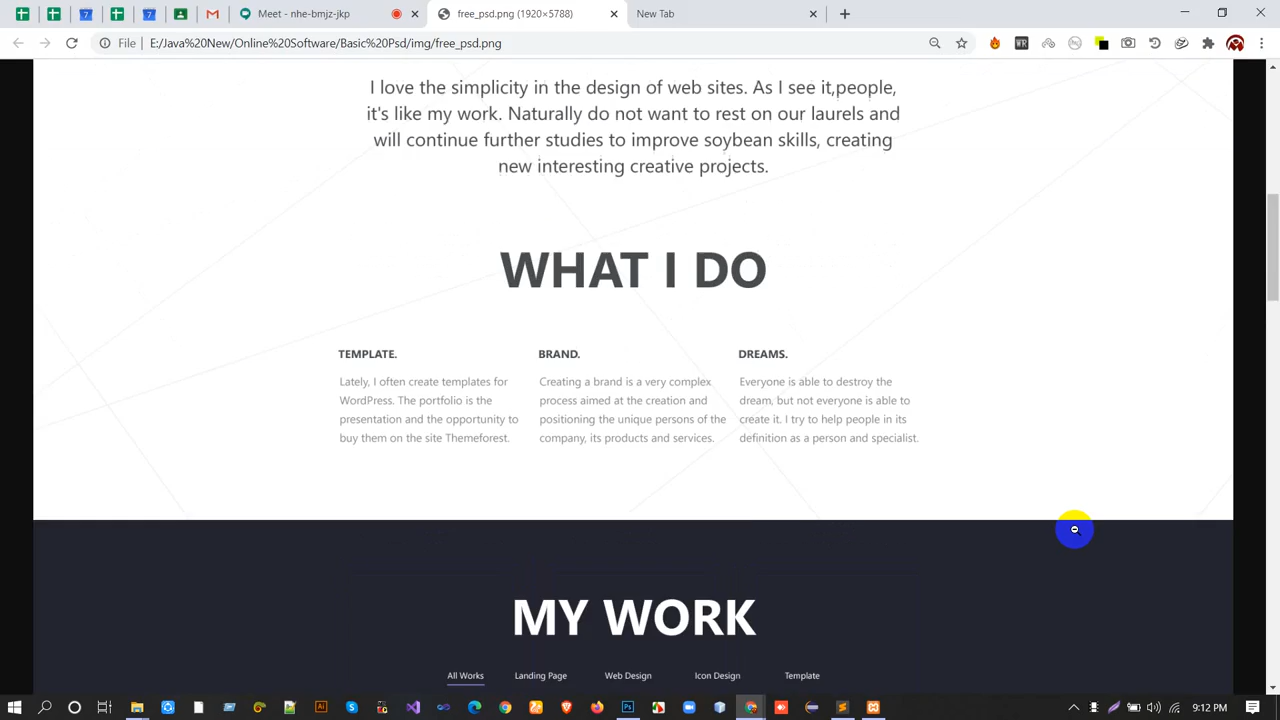 Meet - nhe-bmjz-jkp
free_psd.png (1920×5788)
New Tab
File
E:/Java%20New/Online%20Software/Basic%20Psd/img/free_psd.png
I love the simplicity in the design of web sites. As I see it,people,
it's like my work. Naturally do not want to rest on our laurels and
will continue further studies to improve soybean skills, creating
new interesting creative projects.
WHAT I DO
TEMPLATE.
Lately, I often create templates for
WordPress. The portfolio is the
presentation and the opportunity to
buy them on the site Themeforest.
BRAND.
Creating a brand is a very complex
process aimed at the creation and
positioning the unique persons of the
company, its products and services.
DREAMS.
Everyone is able to destroy the
dream, but not everyone is able to
create it. I try to help people in its
definition as a person and specialist.
MY WORK
All Works
Landing Page
Web Design
Icon Design
Template
9:12 PM